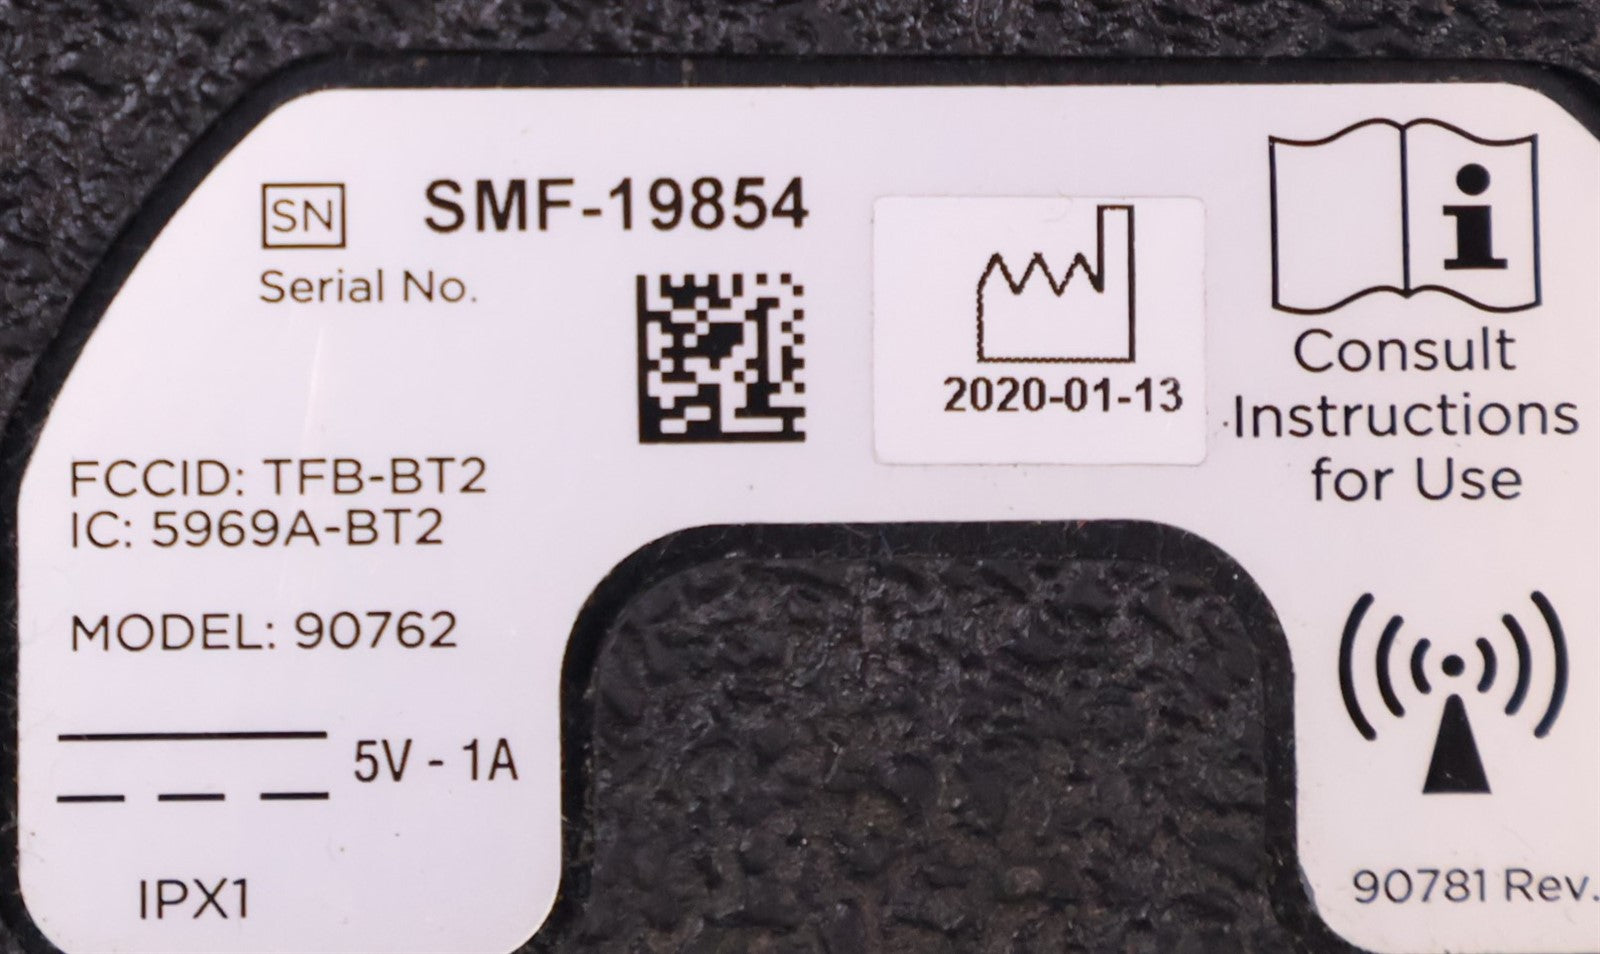 SN SMF-19854
Serial No.
2020-01-13
Consult
Instructions
for Use
FCCID: TFB-BT2
IC: 5969A-BT2
MODEL: 90762
5V - 1A
IPX1
90781 Rev.